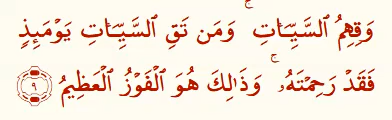 وَقِهِمُ ٱلسَّيِّـَٔاتِ ۚ وَمَن تَقِ ٱلسَّيِّـَٔاتِ يَوْمَئِذٍ
فَقَدْ رَحِمْتَهُۥ ۚ وَذَٰلِكَ هُوَ ٱلْفَوْزُ ٱلْعَظِيمُ ٩